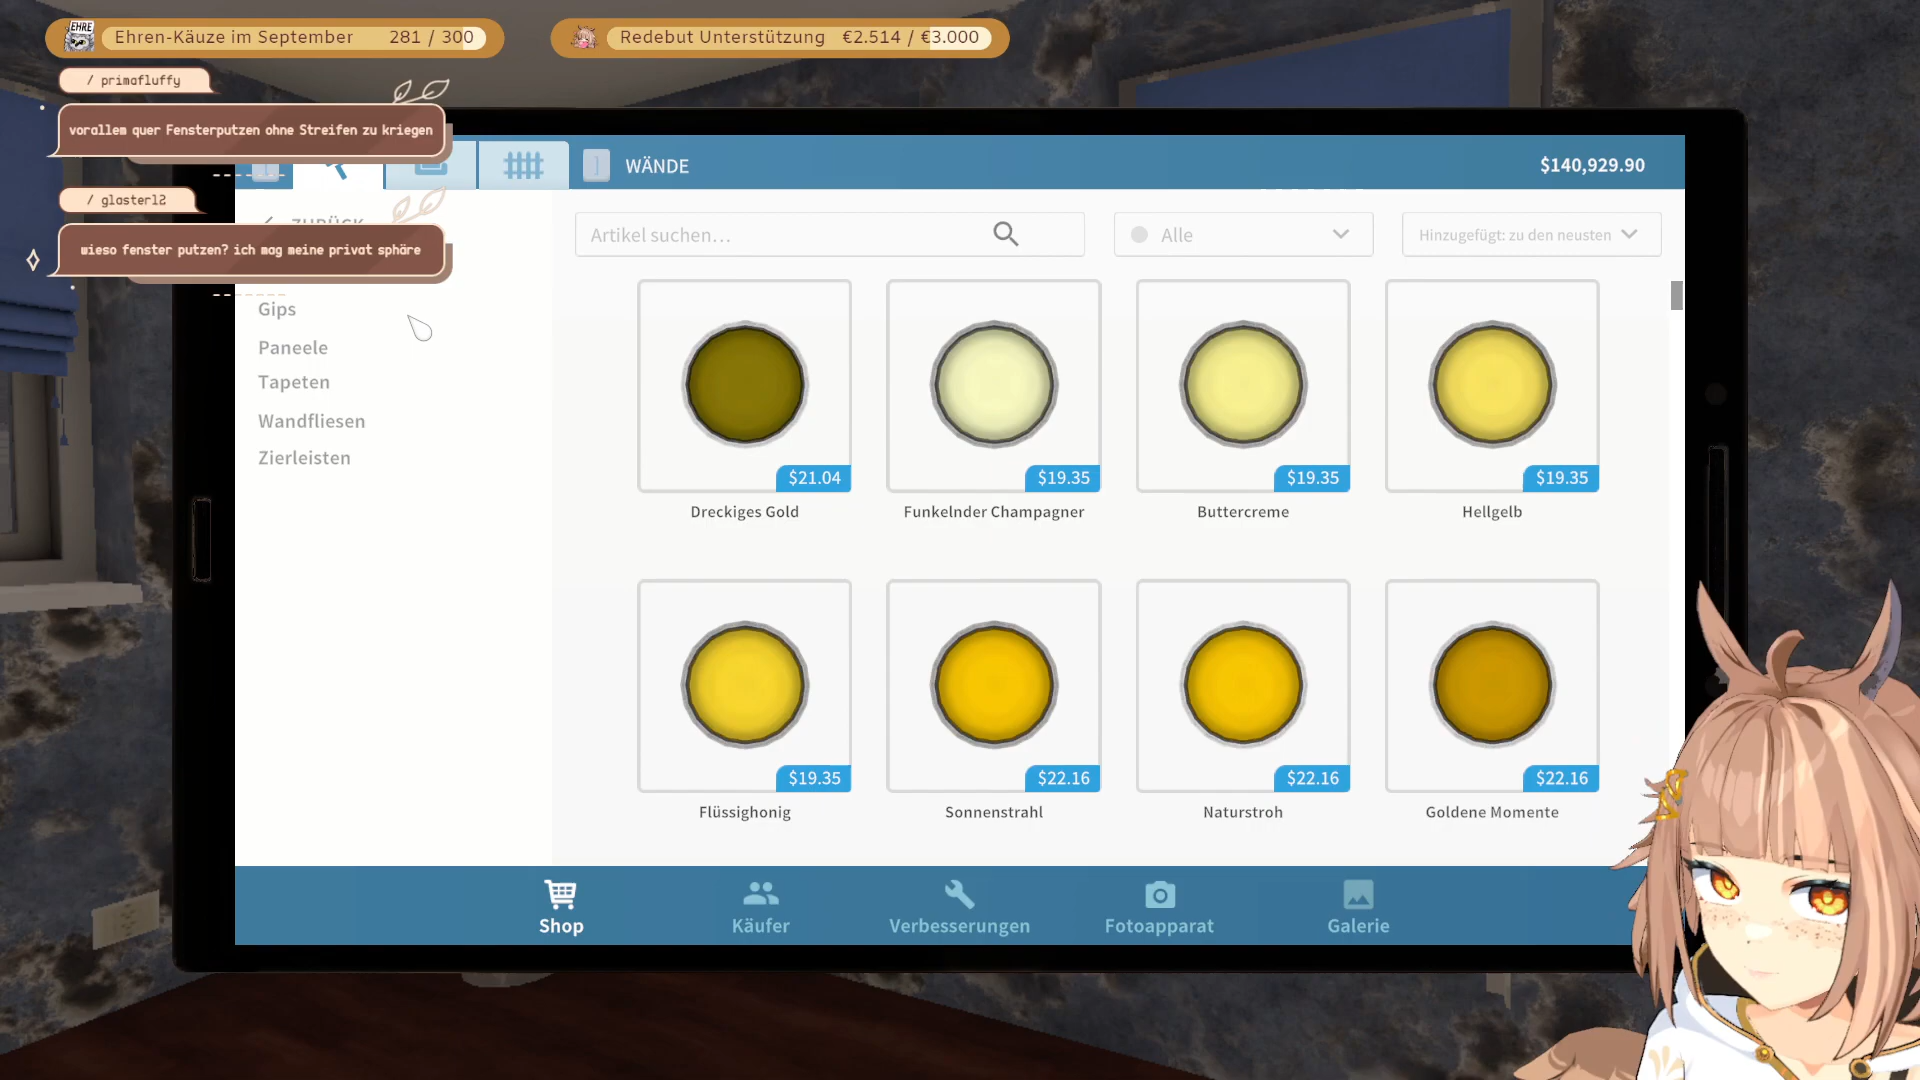 EHRE
Ehren-Käuze im September 281 / 300
Redebut Unterstützung €2.514 / €3.000
/ primafluffy
vorallem quer Fensterputzen ohne Streifen zu kriegen
/ glaster12
wieso fenster putzen? ich mag meine privat sphäre
] WÄNDE
$140,929.90
ZURÜCK
Artikel suchen...
Alle
Hinzugefügt: zu den neusten
Gips
Paneele
Tapeten
Wandfliesen
Zierleisten
$21.04
$19.35
$19.35
$19.35
Dreckiges Gold
Funkelnder Champagner
Buttercreme
Hellgelb
$19.35
$22.16
$22.16
$22.16
Flüssighonig
Sonnenstrahl
Naturstroh
Goldene Momente
Shop
Käufer
Verbesserungen
Fotoapparat
Galerie